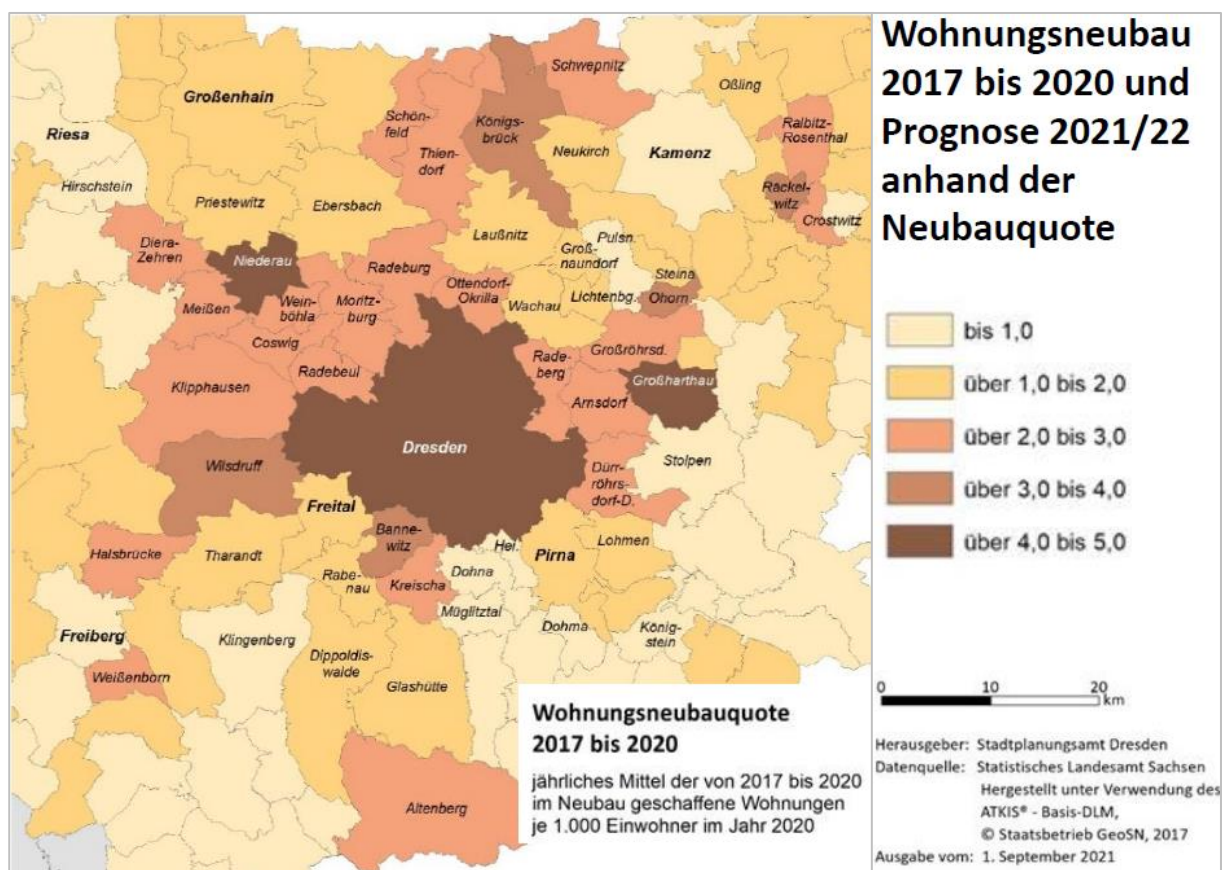 Wohnungsneubau
2017 bis 2020 und
Prognose 2021/22
anhand der
Neubauquote
Schwepnitz
Oßling
Großenhain
Schön-
feld
Königs-
brück
Ralbitz-
Rosenthal
Riesa
Thien-
dorf
Neukirch
Kamenz
Hirschstein
Räckel-
witz
Priestewitz
Ebersbach
Crostwitz
Laußnitz
Pulsn.
Diera-
Zehren
Niederau
Groß-
naundorf
Radeburg
Steina
Meißen
Wein-
böhla
Moritz-
burg
Ottendorf-
Okrilla
Wachau
Lichtenbg.
Ohorn
Coswig
Großröhrsd.
Klipphausen
Radebeul
Rade-
berg
Großharthau
Arnsdorf
Dresden
Wilsdruff
Stolpen
Dürr-
röhrs-
dorf-D.
Freital
Banne-
witz
Halsbrücke
Tharandt
Hei.
Pirna
Lohmen
Rabe-
nau
Kreischa
Dohna
Müglitztal
Freiberg
Klingenberg
Dohma
König-
stein
Weißenborn
Dippoldis-
walde
Glashütte
Altenberg
Wohnungsneubauquote
2017 bis 2020
jährliches Mittel der von 2017 bis 2020
im Neubau geschaffene Wohnungen
je 1.000 Einwohner im Jahr 2020
bis 1,0
über 1,0 bis 2,0
über 2,0 bis 3,0
über 3,0 bis 4,0
über 4,0 bis 5,0
0 10 20
km
Herausgeber: Stadtplanungsamt Dresden
Datenquelle: Statistisches Landesamt Sachsen
Hergestellt unter Verwendung des
ATKIS® - Basis-DLM,
© Staatsbetrieb GeoSN, 2017
Ausgabe vom: 1. September 2021